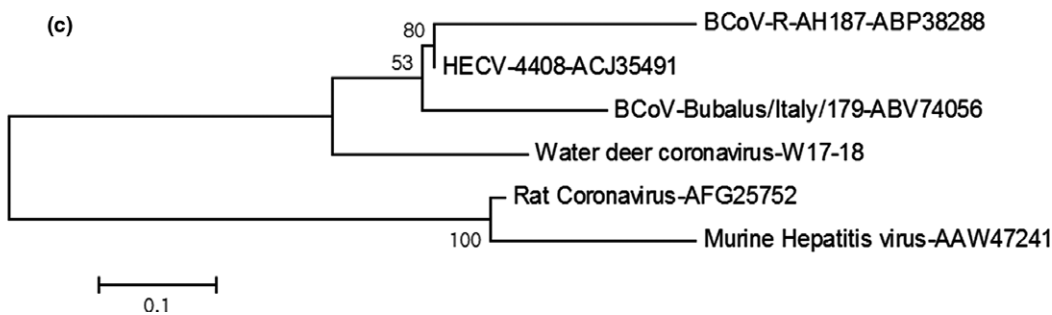 (c)
BCoV-R-AH187-ABP38288
80
53
HECV-4408-ACJ35491
BCoV-Bubalus/Italy/179-ABV74056
Water deer coronavirus-W17-18
Rat Coronavirus-AFG25752
100
Murine Hepatitis virus-AAW47241
0.1